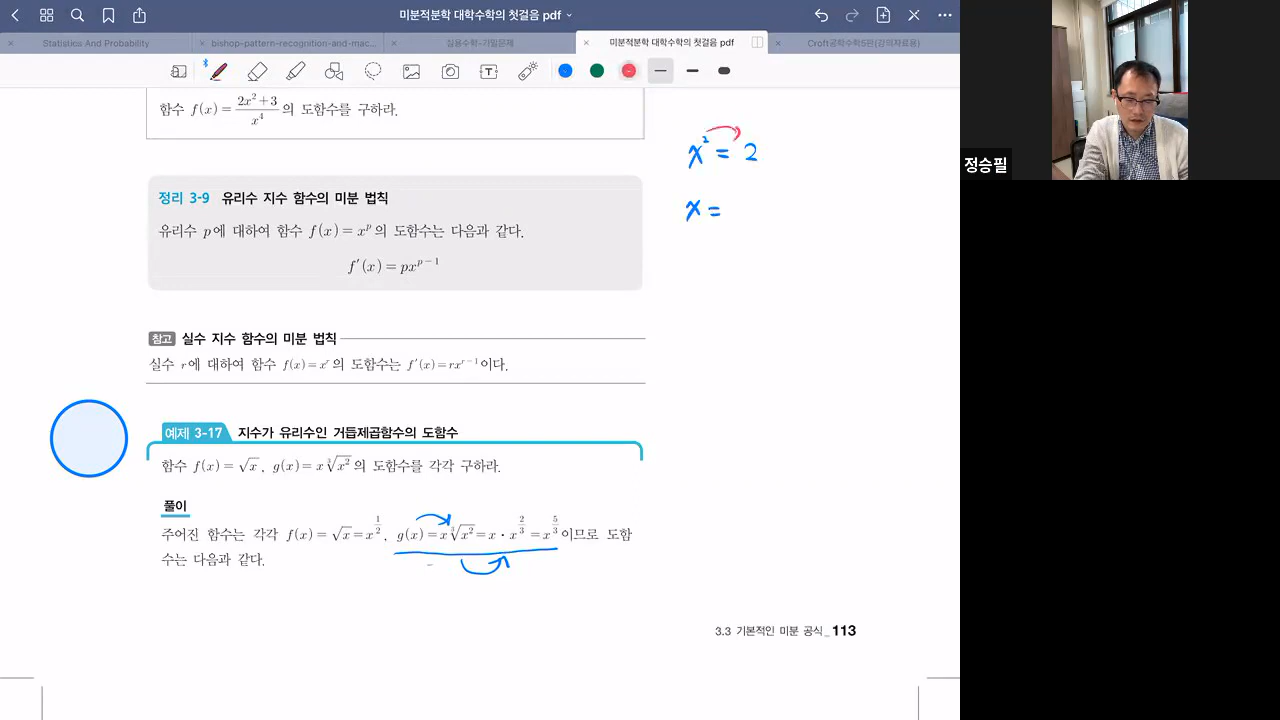 미분적분학 대학수학의 첫걸음 pdf
Statistics And Probability
bishop-pattern-recognition-and-mac...
실용수학-기말문제
미분적분학 대학수학의 첫걸음 pdf
Croft공학수학5판(강의자료용)
함수 f(x) = (2x²+3)/x⁴ 의 도함수를 구하라.
x² = 2
x =
정승필
정리 3-9 유리수 지수 함수의 미분 법칙
유리수 p에 대하여 함수 f(x) = x^p 의 도함수는 다음과 같다.
f′(x) = px^(p−1)
참고 실수 지수 함수의 미분 법칙
실수 r에 대하여 함수 f(x) = x^r 의 도함수는 f′(x) = rx^(r−1) 이다.
예제 3-17 지수가 유리수인 거듭제곱함수의 도함수
함수 f(x) = √x, g(x) = x∛x² 의 도함수를 각각 구하라.
풀이
주어진 함수는 각각 f(x) = √x = x^(1/2), g(x) = x∛x² = x · x^(2/3) = x^(5/3) 이므로 도함
수는 다음과 같다.
3.3 기본적인 미분 공식_113